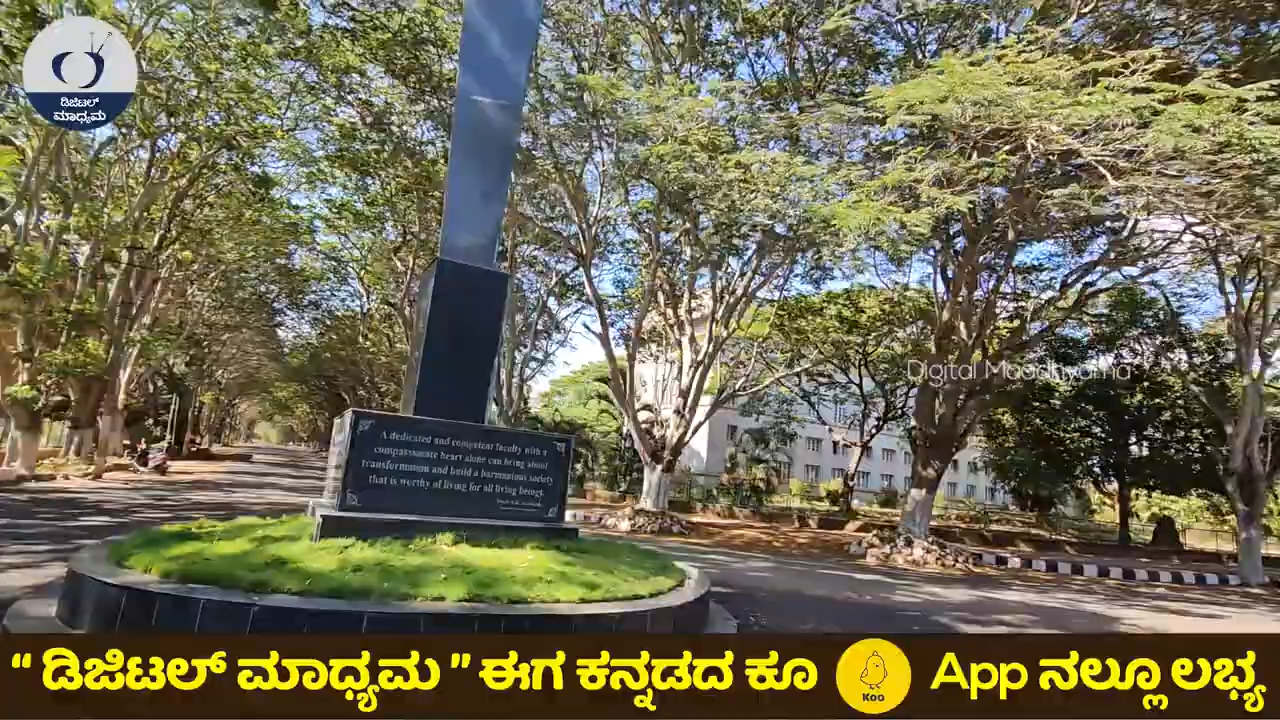 ಡಿಜಿಟಲ್
ಮಾಧ್ಯಮ
Digital Maadhyama
A dedicated and competent faculty with a
compassionate heart alone can bring about
transformation and build a harmonious society
that is worthy of living for all living beings.
“ ಡಿಜಿಟಲ್ ಮಾಧ್ಯಮ ” ಈಗ ಕನ್ನಡದ ಕೂ
Koo
App ನಲ್ಲೂ ಲಭ್ಯ